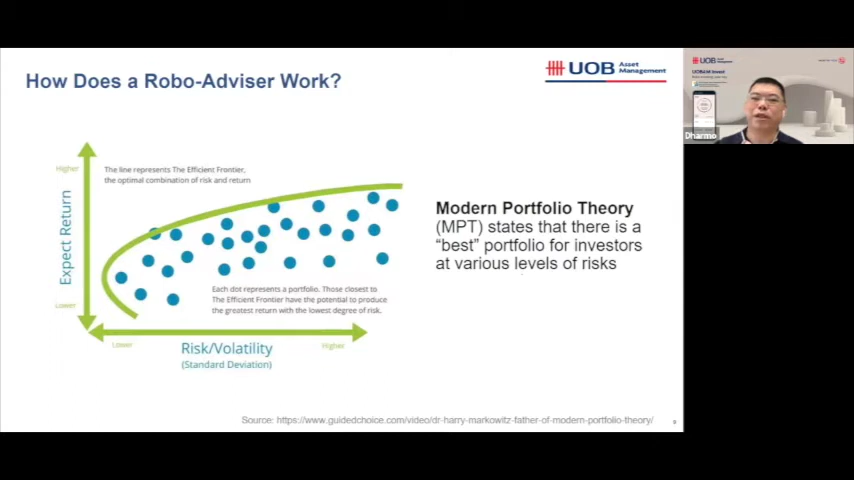 How Does a Robo-Adviser Work?
UOB Asset Management
Higher
The line represents The Efficient Frontier,
the optimal combination of risk and return
Expect Return
Each dot represents a portfolio. Those closest to
The Efficient Frontier have the potential to produce
the greatest return with the lowest degree of risk.
Lower
Lower
Risk/Volatility
Higher
(Standard Deviation)
Modern Portfolio Theory
(MPT) states that there is a
“best” portfolio for investors
at various levels of risks
Source: https://www.guidedchoice.com/video/dr-harry-markowitz-father-of-modern-portfolio-theory/
UOB
UOBAM Invest
Dharmo